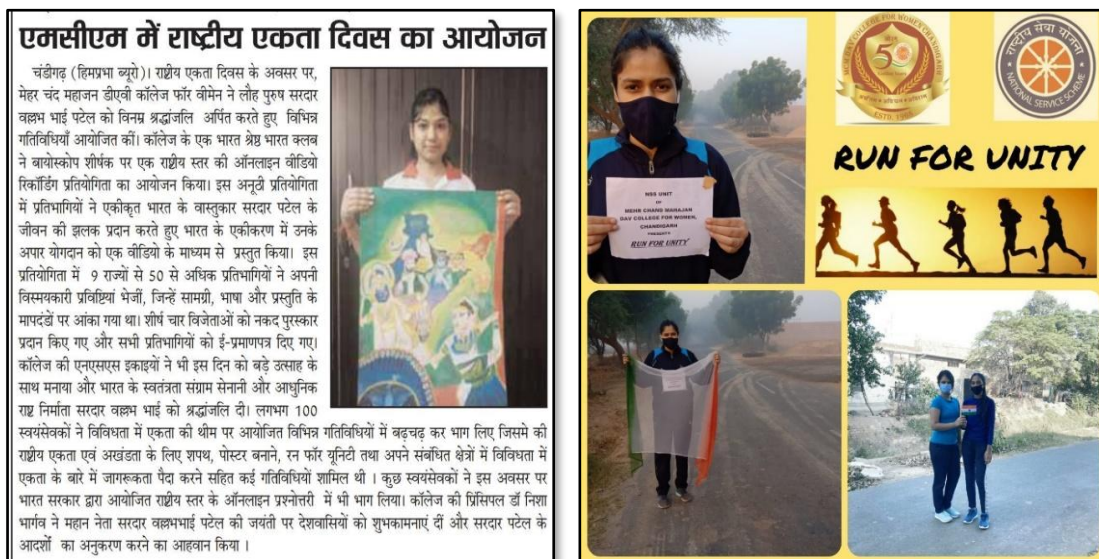 एमसीएम में राष्ट्रीय एकता दिवस का आयोजन
चंडीगढ़ (हिमप्रभा ब्यूरो)। राष्ट्रीय एकता दिवस के अवसर पर,
मेहर चंद महाजन डीएवी कॉलेज फॉर वीमेन ने लौह पुरुष सरदार
वल्लभ भाई पटेल को विनम्र श्रद्धांजलि अर्पित करते हुए विभिन्न
गतिविधियाँ आयोजित कीं। कॉलेज के एक भारत श्रेष्ठ भारत क्लब
ने बायोस्कोप शीर्षक पर एक राष्ट्रीय स्तर की ऑनलाइन वीडियो
रिकॉर्डिंग प्रतियोगिता का आयोजन किया। इस अनूठी प्रतियोगिता
में प्रतिभागियों ने एकीकृत भारत के वास्तुकार सरदार पटेल के
जीवन की झलक प्रदान करते हुए भारत के एकीकरण में उनके
अपार योगदान को एक वीडियो के माध्यम से प्रस्तुत किया। इस
प्रतियोगिता में 9 राज्यों से 50 से अधिक प्रतिभागियों ने अपनी
विस्मयकारी प्रविष्टियां भेजीं, जिन्हें सामग्री, भाषा और प्रस्तुति के
मापदंडों पर आंका गया था। शीर्ष चार विजेताओं को नकद पुरस्कार
प्रदान किए गए और सभी प्रतिभागियों को ई-प्रमाणपत्र दिए गए।
कॉलेज की एनएसएस इकाइयों ने भी इस दिन को बड़े उत्साह के
साथ मनाया और भारत के स्वतंत्रता संग्राम सेनानी और आधुनिक
राष्ट्र निर्माता सरदार वल्लभ भाई को श्रद्धांजलि दी। लगभग 100
स्वयंसेवकों ने विविधता में एकता की थीम पर आयोजित विभिन्न गतिविधियों में बढ़चढ़ कर भाग लिए जिसमे की
राष्ट्रीय एकता एवं अखंडता के लिए शपथ, पोस्टर बनाने, रन फॉर यूनिटी तथा अपने संबंधित क्षेत्रों में विविधता में
एकता के बारे में जागरूकता पैदा करने सहित कई गतिविधियाँ शामिल थी । कुछ स्वयंसेवकों ने इस अवसर पर
भारत सरकार द्वारा आयोजित राष्ट्रीय स्तर के ऑनलाइन प्रश्नोत्तरी में भी भाग लिया। कॉलेज की प्रिंसिपल डॉ निशा
भार्गव ने महान नेता सरदार वल्लभभाई पटेल की जयंती पर देशवासियों को शुभकामनाएं दीं और सरदार पटेल के
आदर्शों का अनुकरण करने का आहवान किया ।
NSS UNIT
OF
MEHR CHAND MAHAJAN
DAV COLLEGE FOR WOMEN,
CHANDIGARH
PRESENTS
RUN FOR UNITY
50
ESTD. 1968
राष्ट्रीय सेवा योजना
NATIONAL SERVICE SCHEME
RUN FOR UNITY